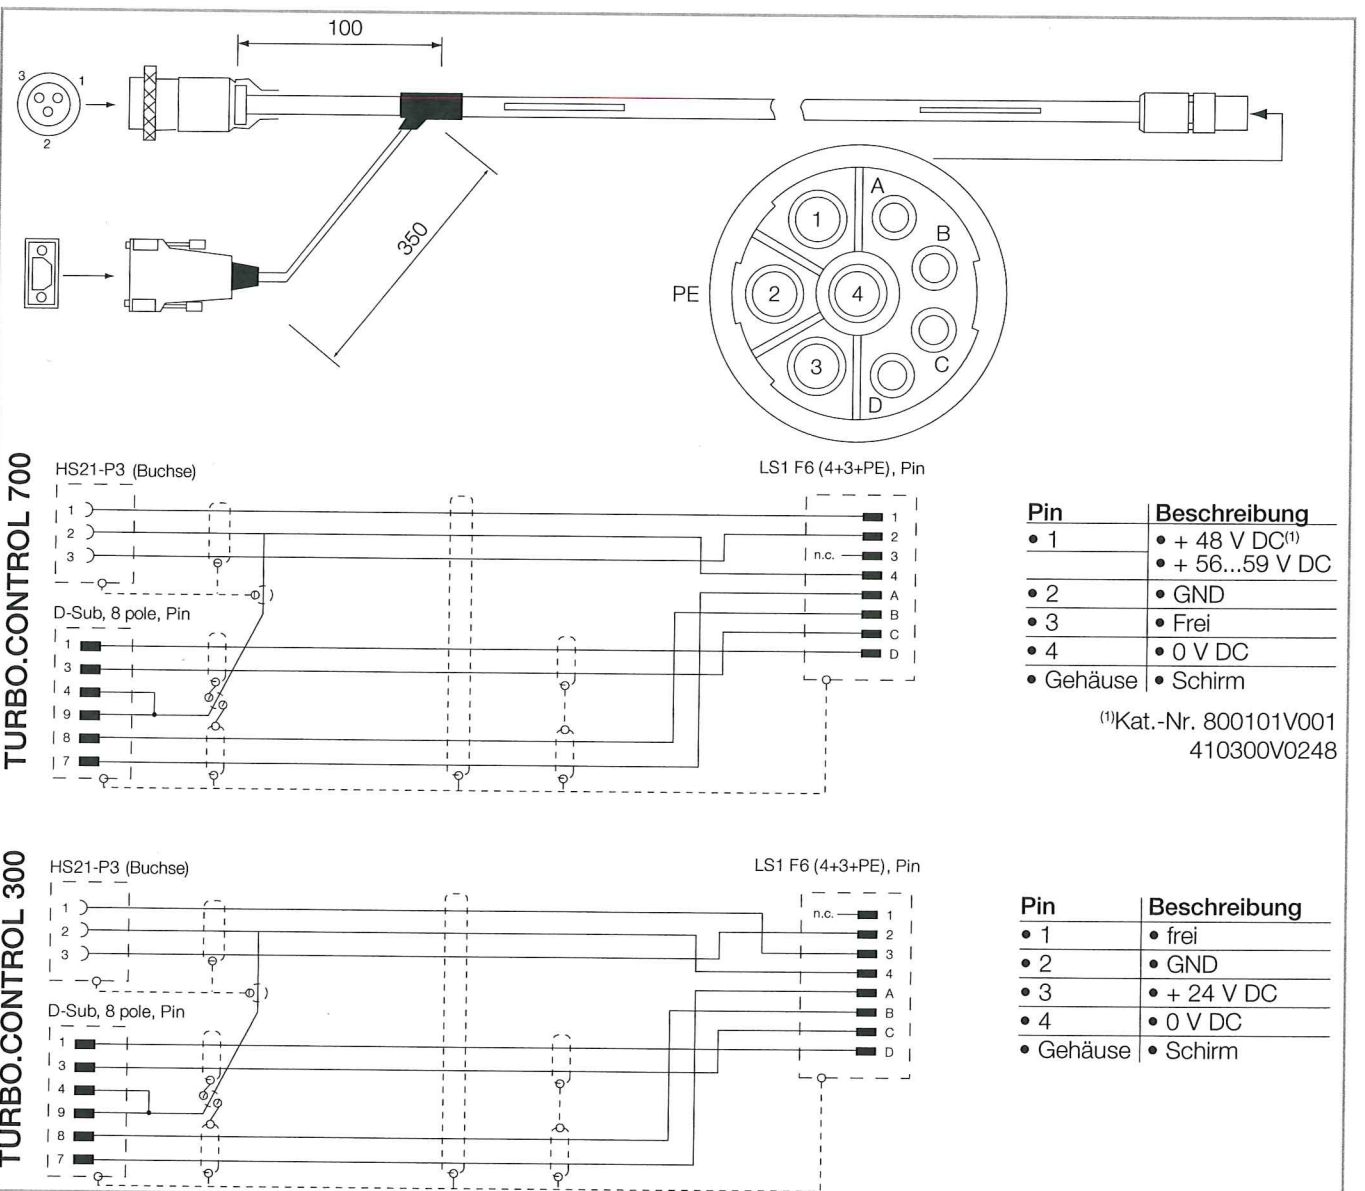 100
3
1
2
350
A
1
B
PE
2
4
3
C
D
TURBO.CONTROL 700
HS21-P3 (Buchse)
1
2
3
D-Sub, 8 pole, Pin
1
3
4
9
8
7
LS1 F6 (4+3+PE), Pin
1
2
n.c. 3
4
A
B
C
D
Pin Beschreibung
• 1 • + 48 V DC(1)
• + 56...59 V DC
• 2 • GND
• 3 • Frei
• 4 • 0 V DC
• Gehäuse • Schirm
(1)Kat.-Nr. 800101V001
410300V0248
TURBO.CONTROL 300
HS21-P3 (Buchse)
1
2
3
D-Sub, 8 pole, Pin
1
3
4
9
8
7
LS1 F6 (4+3+PE), Pin
n.c. 1
2
3
4
A
B
C
D
Pin Beschreibung
• 1 • frei
• 2 • GND
• 3 • + 24 V DC
• 4 • 0 V DC
• Gehäuse • Schirm